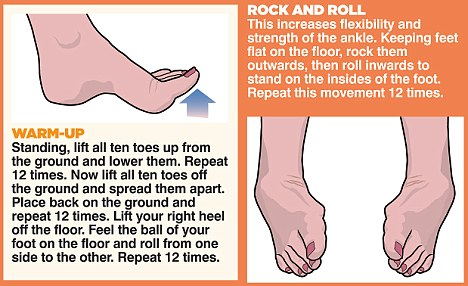 WARM-UP
Standing, lift all ten toes up from
the ground and lower them. Repeat
12 times. Now lift all ten toes off
the ground and spread them apart.
Place back on the ground and
repeat 12 times. Lift your right heel
off the floor. Feel the ball of your
foot on the floor and roll from one
side to the other. Repeat 12 times.
ROCK AND ROLL
This increases flexibility and
strength of the ankle. Keeping feet
flat on the floor, rock them
outwards, then roll inwards to
stand on the insides of the foot.
Repeat this movement 12 times.